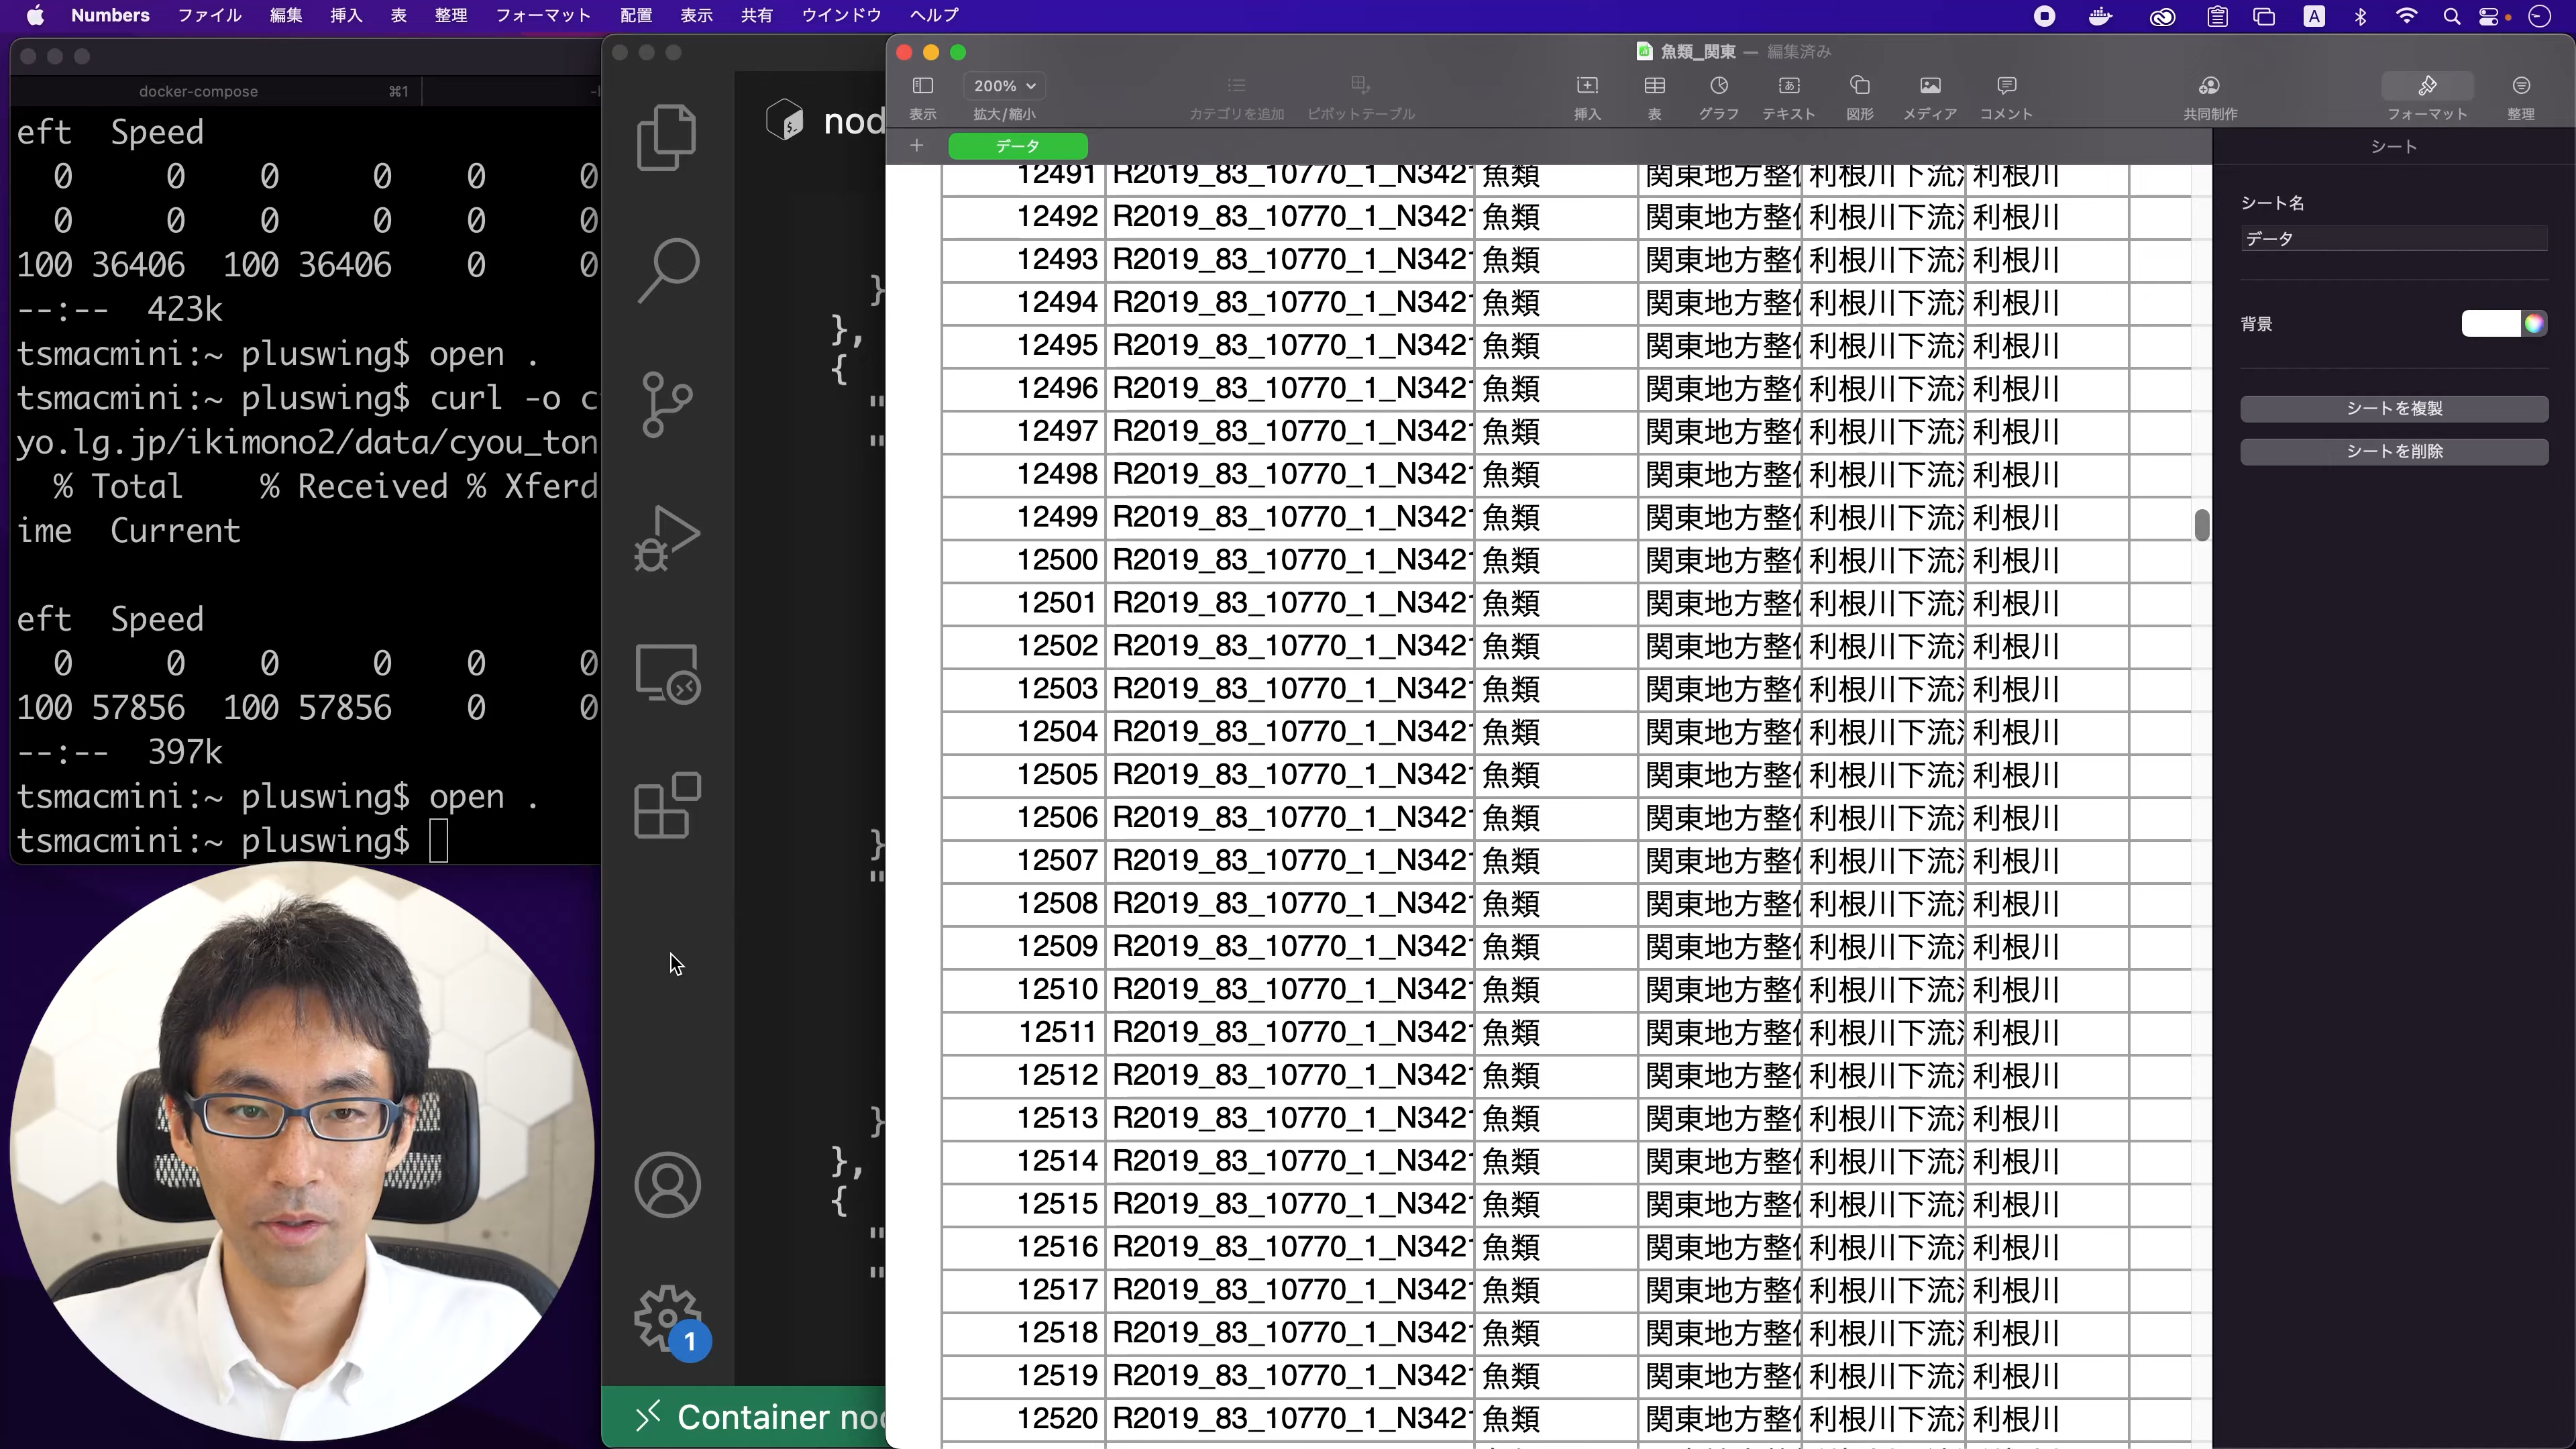 Numbers ファイル 編集 挿入 表 整理 フォーマット 配置 表示 共有 ウインドウ ヘルプ
A
docker-compose ⌘1
eft Speed
0 0 0 0 0 0
0 0 0 0 0 0
100 36406 100 36406 0 0
--:-- 423k
tsmacmini:~ pluswing$ open .
tsmacmini:~ pluswing$ curl -o c
yo.lg.jp/ikimono2/data/cyou_ton
% Total % Received % Xferd
ime Current
eft Speed
0 0 0 0 0 0
100 57856 100 57856 0 0
--:-- 397k
tsmacmini:~ pluswing$ open .
tsmacmini:~ pluswing$
nod
}
},
{
"
"
}
"
}
},
{
"
"
1
Container nod
魚類_関東 — 編集済み
200%
表示 拡大/縮小 カテゴリを追加 ピボットテーブル 挿入 表 グラフ テキスト 図形 メディア コメント 共同制作 フォーマット 整理
+ データ
シート
シート名
データ
背景
シートを複製
シートを削除
12491 R2019_83_10770_1_N342 魚類 関東地方整 利根川下流 利根川
12492 R2019_83_10770_1_N342 魚類 関東地方整 利根川下流 利根川
12493 R2019_83_10770_1_N342 魚類 関東地方整 利根川下流 利根川
12494 R2019_83_10770_1_N342 魚類 関東地方整 利根川下流 利根川
12495 R2019_83_10770_1_N342 魚類 関東地方整 利根川下流 利根川
12496 R2019_83_10770_1_N342 魚類 関東地方整 利根川下流 利根川
12497 R2019_83_10770_1_N342 魚類 関東地方整 利根川下流 利根川
12498 R2019_83_10770_1_N342 魚類 関東地方整 利根川下流 利根川
12499 R2019_83_10770_1_N342 魚類 関東地方整 利根川下流 利根川
12500 R2019_83_10770_1_N342 魚類 関東地方整 利根川下流 利根川
12501 R2019_83_10770_1_N342 魚類 関東地方整 利根川下流 利根川
12502 R2019_83_10770_1_N342 魚類 関東地方整 利根川下流 利根川
12503 R2019_83_10770_1_N342 魚類 関東地方整 利根川下流 利根川
12504 R2019_83_10770_1_N342 魚類 関東地方整 利根川下流 利根川
12505 R2019_83_10770_1_N342 魚類 関東地方整 利根川下流 利根川
12506 R2019_83_10770_1_N342 魚類 関東地方整 利根川下流 利根川
12507 R2019_83_10770_1_N342 魚類 関東地方整 利根川下流 利根川
12508 R2019_83_10770_1_N342 魚類 関東地方整 利根川下流 利根川
12509 R2019_83_10770_1_N342 魚類 関東地方整 利根川下流 利根川
12510 R2019_83_10770_1_N342 魚類 関東地方整 利根川下流 利根川
12511 R2019_83_10770_1_N342 魚類 関東地方整 利根川下流 利根川
12512 R2019_83_10770_1_N342 魚類 関東地方整 利根川下流 利根川
12513 R2019_83_10770_1_N342 魚類 関東地方整 利根川下流 利根川
12514 R2019_83_10770_1_N342 魚類 関東地方整 利根川下流 利根川
12515 R2019_83_10770_1_N342 魚類 関東地方整 利根川下流 利根川
12516 R2019_83_10770_1_N342 魚類 関東地方整 利根川下流 利根川
12517 R2019_83_10770_1_N342 魚類 関東地方整 利根川下流 利根川
12518 R2019_83_10770_1_N342 魚類 関東地方整 利根川下流 利根川
12519 R2019_83_10770_1_N342 魚類 関東地方整 利根川下流 利根川
12520 R2019_83_10770_1_N342 魚類 関東地方整 利根川下流 利根川